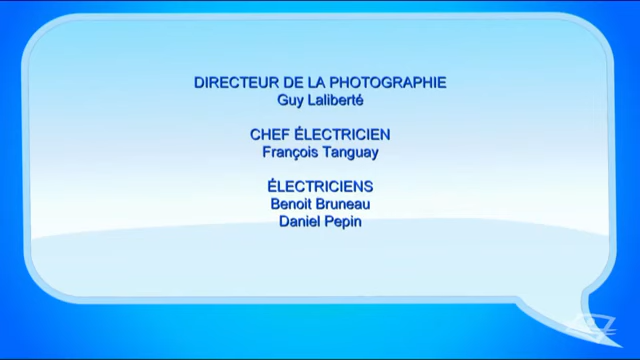 DIRECTEUR DE LA PHOTOGRAPHIE
Guy Laliberté
CHEF ÉLECTRICIEN
François Tanguay
ÉLECTRICIENS
Benoit Bruneau
Daniel Pepin